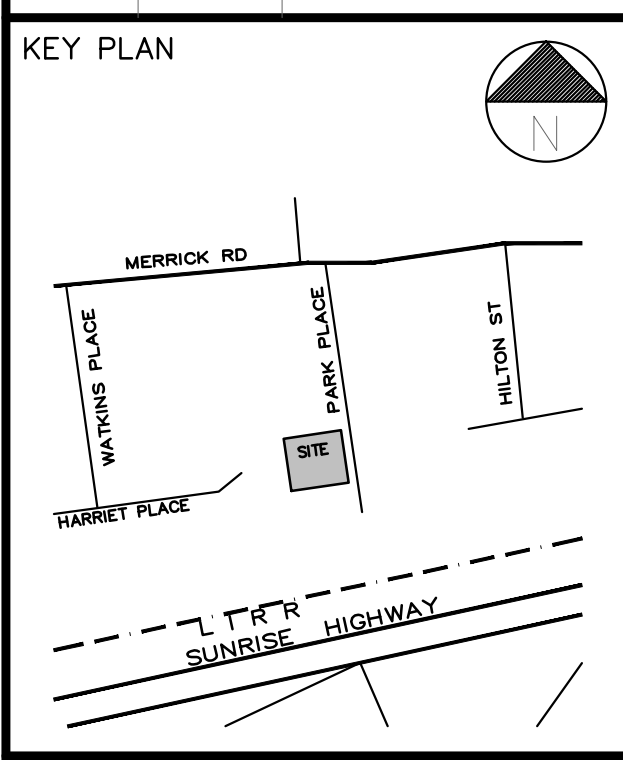 KEY PLAN
N
MERRICK RD
WATKINS PLACE
PARK PLACE
HILTON ST
SITE
HARRIET PLACE
L T R R
SUNRISE HIGHWAY